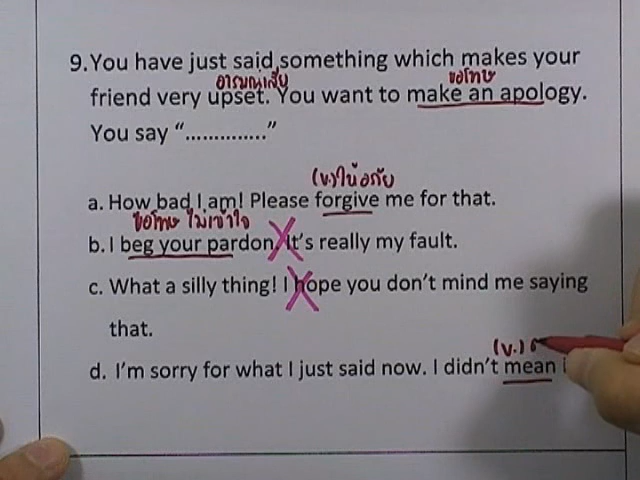 9. You have just said something which makes your
อารมณ์เสีย ขอโทษ
friend very upset. You want to make an apology.
You say “..............”
(v.) ให้อภัย
a. How bad I am! Please forgive me for that.
ขอโทษ ไม่เข้าใจ
b. I beg your pardon. It’s really my fault.
c. What a silly thing! I hope you don’t mind me saying
that.
(v.)
d. I’m sorry for what I just said now. I didn’t mean